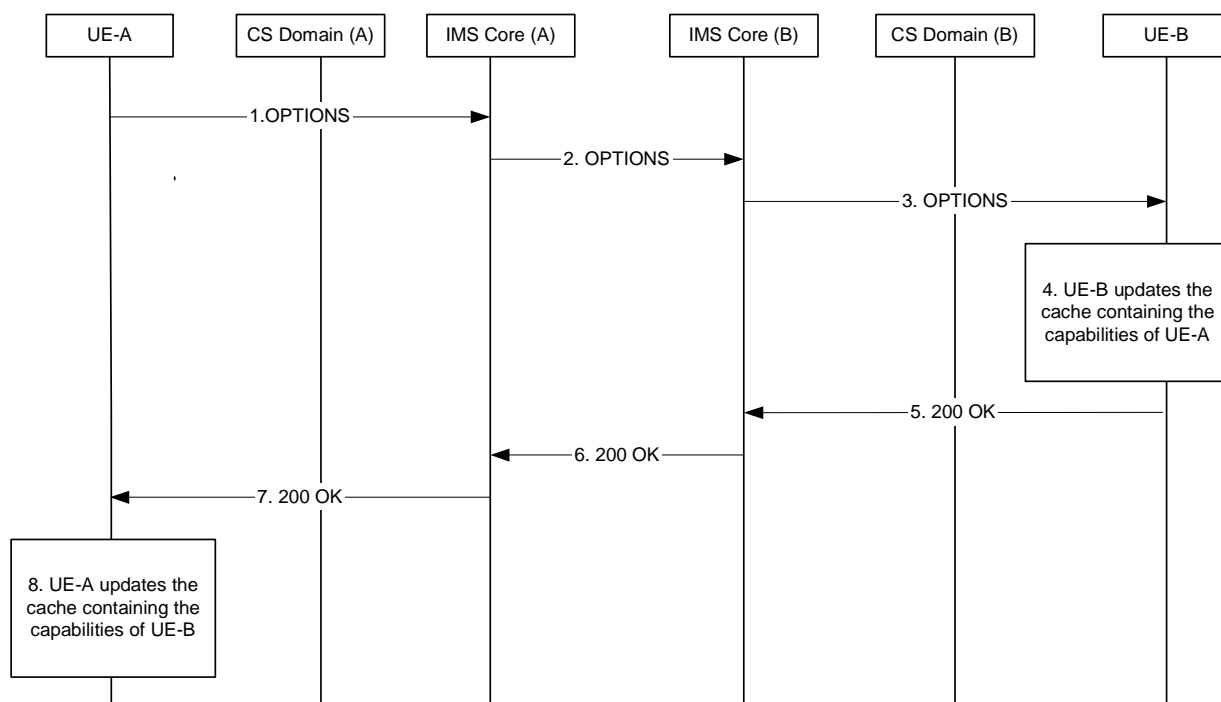 UE-A
CS Domain (A)
IMS Core (A)
IMS Core (B)
CS Domain (B)
UE-B
1.OPTIONS
2. OPTIONS
3. OPTIONS
4. UE-B updates the
cache containing the
capabilities of UE-A
5. 200 OK
6. 200 OK
7. 200 OK
8. UE-A updates the
cache containing the
capabilities of UE-B